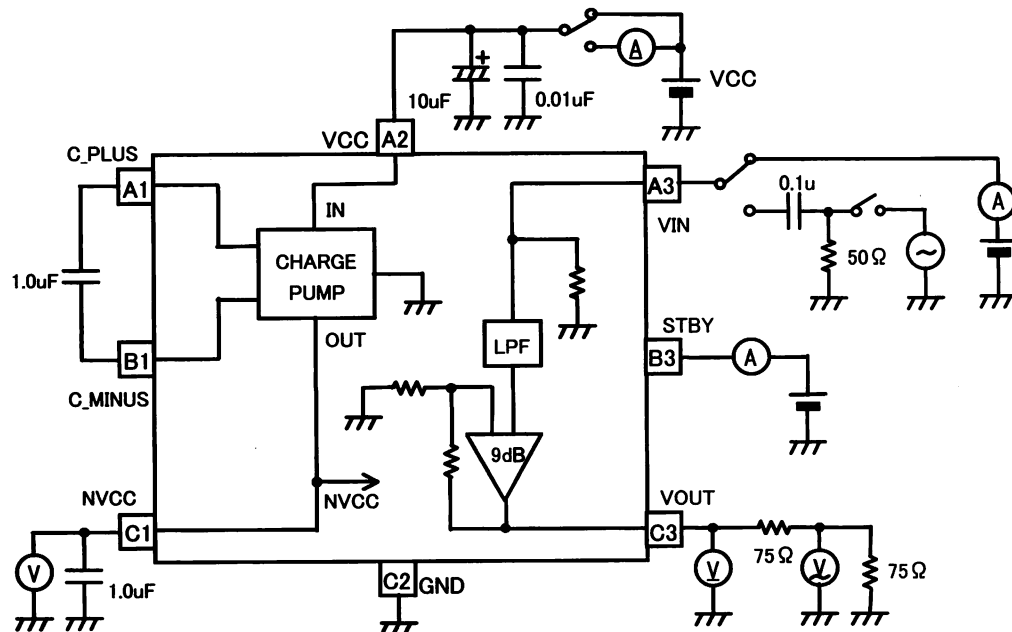 10uF
+
0.01uF
A
VCC
VCC
A2
C_PLUS
A1
IN
CHARGE
PUMP
OUT
1.0uF
B1
C_MINUS
A3
VIN
0.1u
50Ω
~
A
LPF
STBY
B3
A
9dB
NVCC
NVCC
C1
V
1.0uF
C2
GND
VOUT
C3
V
75Ω
V
75Ω